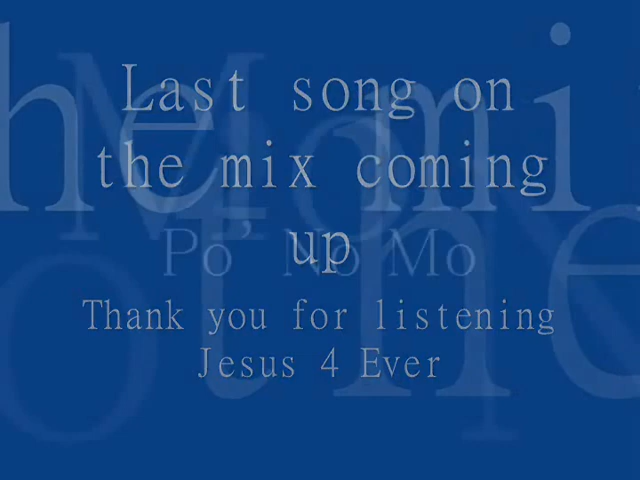 Last song on
the mix coming
up
Po' No Mo
Thank you for listening
Jesus 4 Ever